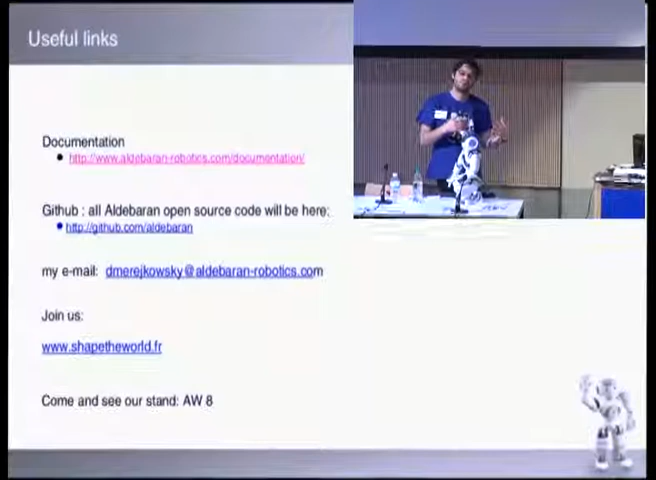 Useful links
Documentation
http://www.aldebaran-robotics.com/documentation/
Github : all Aldebaran open source code will be here:
http://github.com/aldebaran
my e-mail: dmerejkowsky@aldebaran-robotics.com
Join us:
www.shapetheworld.fr
Come and see our stand: AW 8